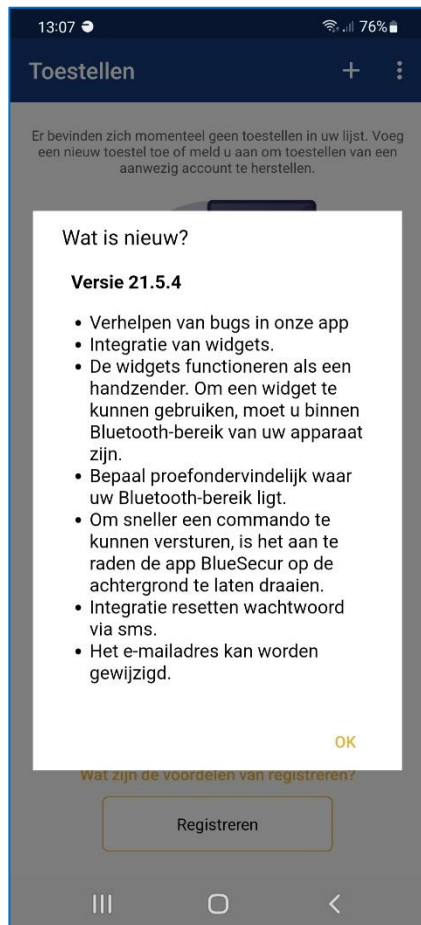 13:07
76%
Toestellen
Er bevinden zich momenteel geen toestellen in uw lijst. Voeg
een nieuw toestel toe of meld u aan om toestellen van een
aanwezig account te herstellen.
Wat is nieuw?
Versie 21.5.4
• Verhelpen van bugs in onze app
• Integratie van widgets.
• De widgets functioneren als een
handzender. Om een widget te
kunnen gebruiken, moet u binnen
Bluetooth-bereik van uw apparaat
zijn.
• Bepaal proefondervindelijk waar
uw Bluetooth-bereik ligt.
• Om sneller een commando te
kunnen versturen, is het aan te
raden de app BlueSecur op de
achtergrond te laten draaien.
• Integratie resetten wachtwoord
via sms.
• Het e-mailadres kan worden
gewijzigd.
OK
Wat zijn de voordelen van registreren?
Registreren